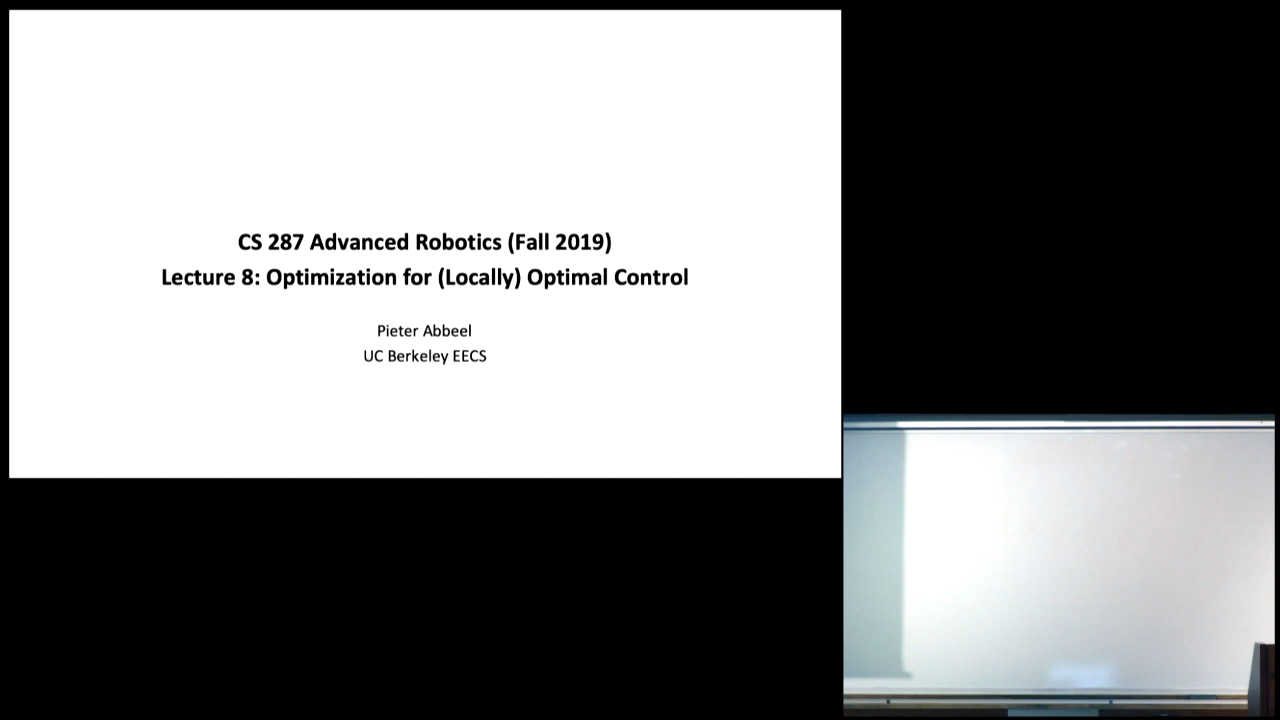 CS 287 Advanced Robotics (Fall 2019)
Lecture 8: Optimization for (Locally) Optimal Control
Pieter Abbeel
UC Berkeley EECS